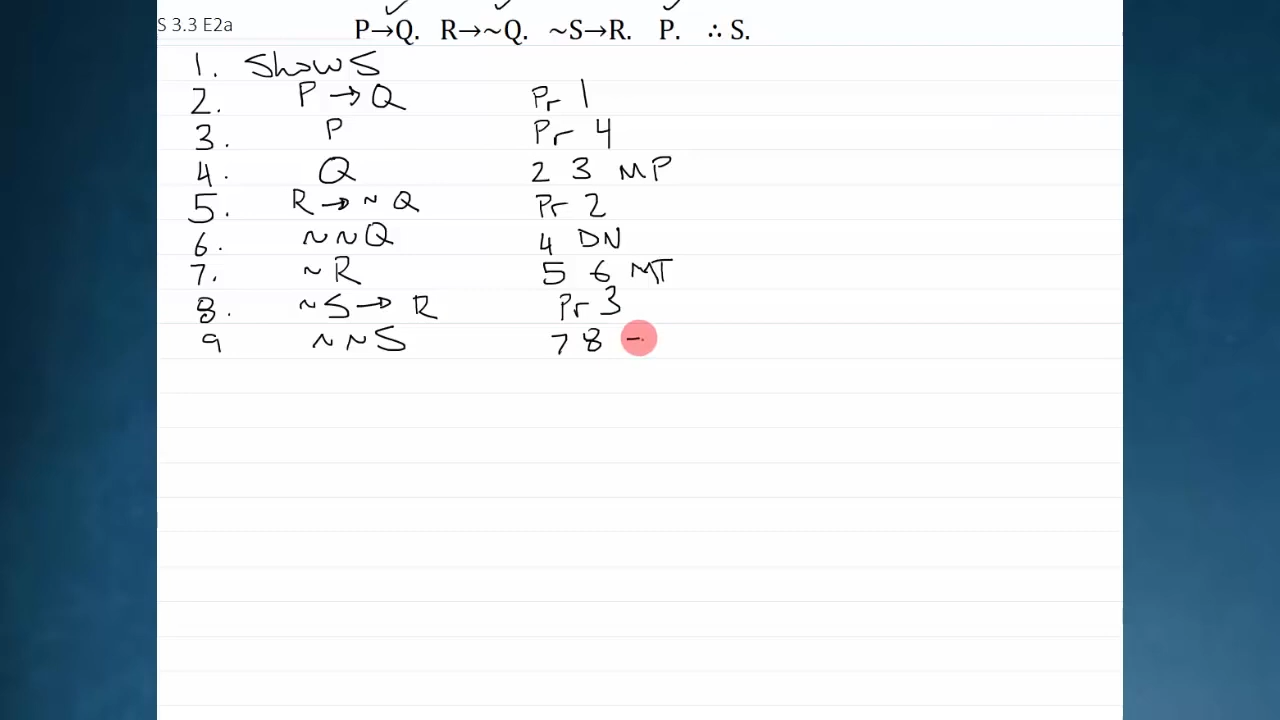 S 3.3 E2a
P→Q. R→~Q. ~S→R. P. ∴ S.
1. Show S
2. P → Q Pr 1
3. P Pr 4
4. Q 2 3 MP
5. R → ~ Q Pr 2
6. ~ ~ Q 4 DN
7. ~ R 5 6 MT
8. ~ S → R Pr 3
9 ~ ~ S 7 8